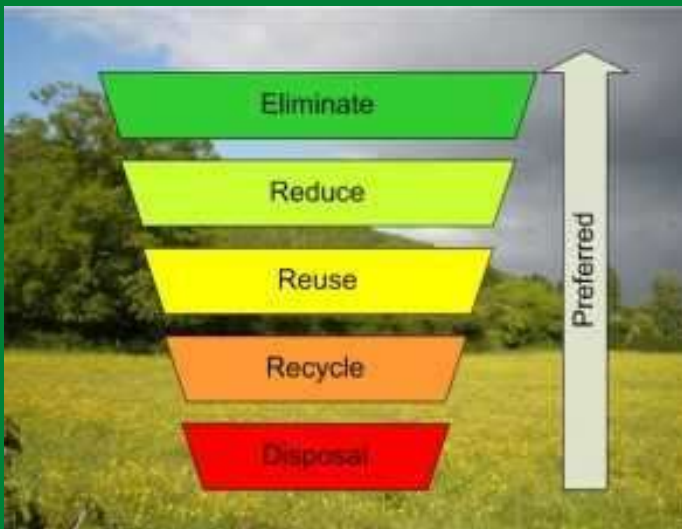 Eliminate
Reduce
Reuse
Recycle
Disposal
Preferred